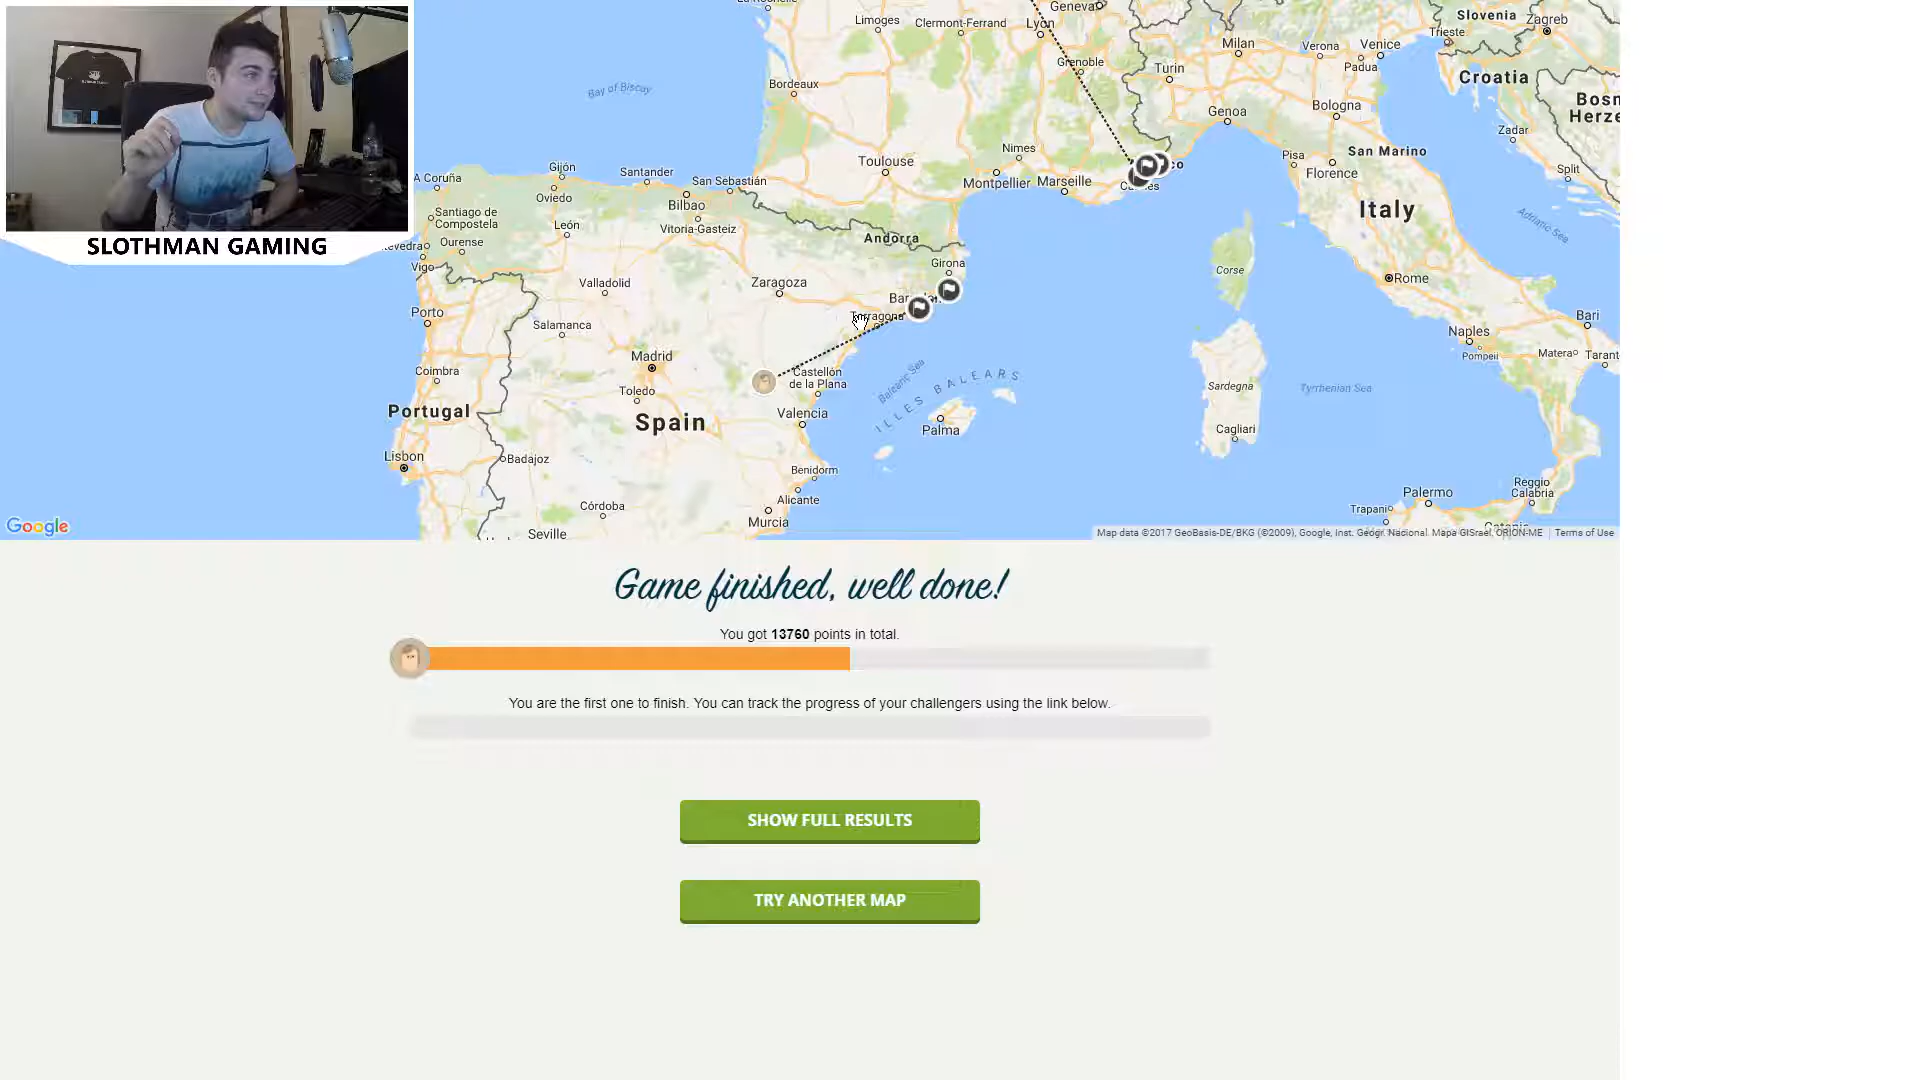 SLOTHMAN GAMING
Limoges
Clermont-Ferrand
Lyon
Geneva
Grenoble
Milan
Verona
Venice
Padua
Trieste
Slovenia
Zagreb
Croatia
Turin
Bay of Biscay
Bordeaux
Genoa
Bologna
Zadar
Split
Toulouse
Nimes
Montpellier
Marseille
Pisa
Florence
San Marino
Italy
Adriatic Sea
A Coruña
Gijón
Oviedo
Santander
San Sebastián
Bilbao
Vitoria-Gasteiz
Santiago de
Compostela
Ourense
León
Vigo
Andorra
Girona
Corse
Rome
Valladolid
Zaragoza
Tarragona
Porto
Salamanca
Naples
Pompeii
Bari
Matera
Madrid
Toledo
Castellón
de la Plana
Balearic Sea
ILLES BALEARS
Coimbra
Sardegna
Tyrrhenian Sea
Portugal
Spain
Valencia
Palma
Cagliari
Lisbon
Badajoz
Benidorm
Alicante
Córdoba
Murcia
Seville
Palermo
Trapani
Reggio
Calabria
Google
Map data ©2017 GeoBasis-DE/BKG (©2009), Google, Inst. Geogr. Nacional, Mapa GISrael, ORION-ME
Terms of Use
Game finished, well done!
You got 13760 points in total.
You are the first one to finish. You can track the progress of your challengers using the link below.
SHOW FULL RESULTS
TRY ANOTHER MAP